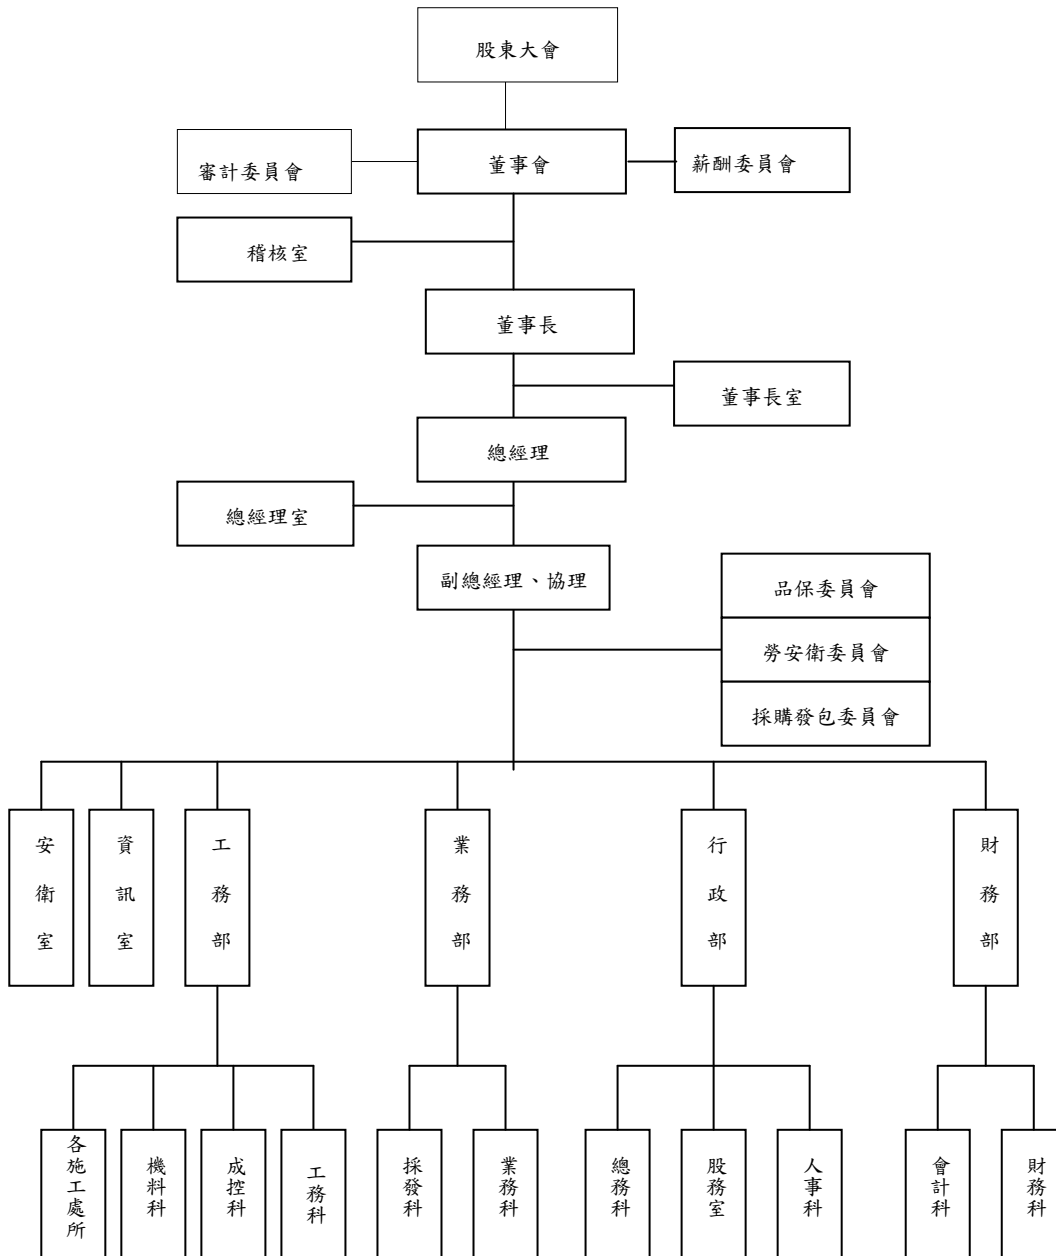 股東大會
審計委員會
董事會
薪酬委員會
稽核室
董事長
董事長室
總經理
總經理室
副總經理、協理
品保委員會
勞安衛委員會
採購發包委員會
安衛室
資訊室
工務部
業務部
行政部
財務部
各施工處所
機料科
成控科
工務科
採發科
業務科
總務科
股務室
人事科
會計科
財務科